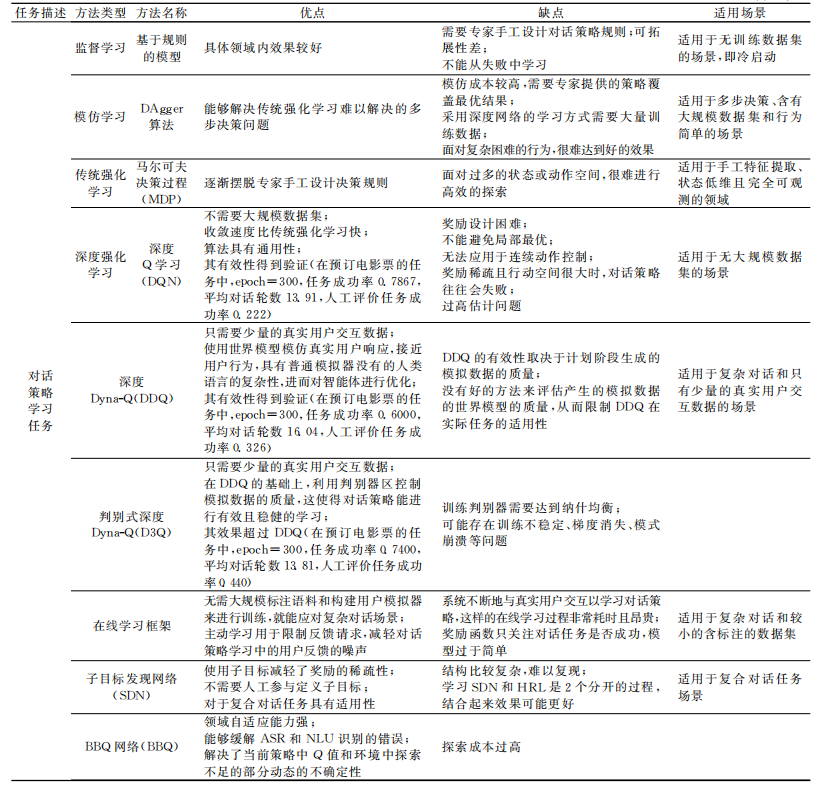 任务描述 方法类型 方法名称 优点 缺点 适用场景
对话
策略
学习
任务
监督学习
基于规则
的模型
具体领域内效果较好
需要专家手工设计对话策略规则；可拓
展性差；
不能从失败中学习
适用于无训练数据集
的场景，即冷启动
模仿学习
DAgger
算法
能够解决传统强化学习难以解决的多
步决策问题
模仿成本较高，需要专家提供的策略覆
盖最优结果；
采用深度网络的学习方式需要大量训
练数据；
面对复杂困难的行为，很难达到好的效果
适用于多步决策、含有
大规模数据集和行为
简单的场景
传统强化
学习
马尔可夫
决策过程
（MDP）
逐渐摆脱专家手工设计决策规则
面对过多的状态或动作空间，很难进行
高效的探索
适用于手工特征提取、
状态低维且完全可观
测的领域
深度强化
学习
深度
Q学习
（DQN）
不需要大规模数据集；
收敛速度比传统强化学习快；
算法具有通用性；
其有效性得到验证（在预订电影票的任
务中，epoch＝300，任务成功率0.7867，
平均对话轮数13.91，人工评价任务成
功率0.222）
奖励设计困难；
不能避免局部最优；
无法应用于连续动作控制；
奖励稀疏且行动空间很大时，对话策略
往往会失败；
过高估计问题
适用于无大规模数据
集的场景
深度
Dyna-Q(DDQ)
只需要少量的真实用户交互数据；
使用世界模型模仿真实用户响应，接近
用户行为，具有普通模拟器没有的人类
语言的复杂性，进而对智能体进行优化；
其有效性得到验证（在预订电影票的任
务中，epoch＝300，任务成功率0.6000，
平均对话轮数16.04，人工评价任务成
功率0.326）
DDQ的有效性取决于计划阶段生成的
模拟数据的质量；
没有好的方法来评估产生的模拟数据
的世界模型的质量，从而限制DDQ在
实际任务的适用性
适用于复杂对话和只
有少量的真实用户交
互数据的场景
判别式深度
Dyna-Q(D3Q)
只需要少量的真实用户交互数据；
在DDQ的基础上，利用判别器区控制
模拟数据的质量，这使得对话策略能进
行有效且稳健的学习；
其效果超过DDQ（在预订电影票的任
务中，epoch＝300，任务成功率0.7400，
平均对话轮数13.81，人工评价任务成功
率0.440）
训练判别器需要达到纳什均衡；
可能存在训练不稳定、梯度消失、模式
崩溃等问题
在线学习框架
无需大规模标注语料和构建用户模拟器
来进行训练，就能应对复杂对话场景；
主动学习用于限制反馈请求，减轻对话
策略学习中的用户反馈的噪声
系统不断地与真实用户交互以学习对话策
略，这样的在线学习过程非常耗时且昂贵；
奖励函数只关注对话任务是否成功，模
型过于简单
适用于复杂对话和较
小的含标注的数据集
子目标发现网络
（SDN）
使用子目标减轻了奖励的稀疏性；
不需要人工参与定义子目标；
对于复合对话任务具有适用性
结构比较复杂，难以复现；
学习SDN和HRL是2个分开的过程，
结合起来效果可能更好
适用于复合对话任务
场景
BBQ网络（BBQ）
领域自适应能力强；
能够缓解ASR和NLU识别的错误；
解决了当前策略中Q值和环境中探索
不足的部分动态的不确定性
探索成本过高